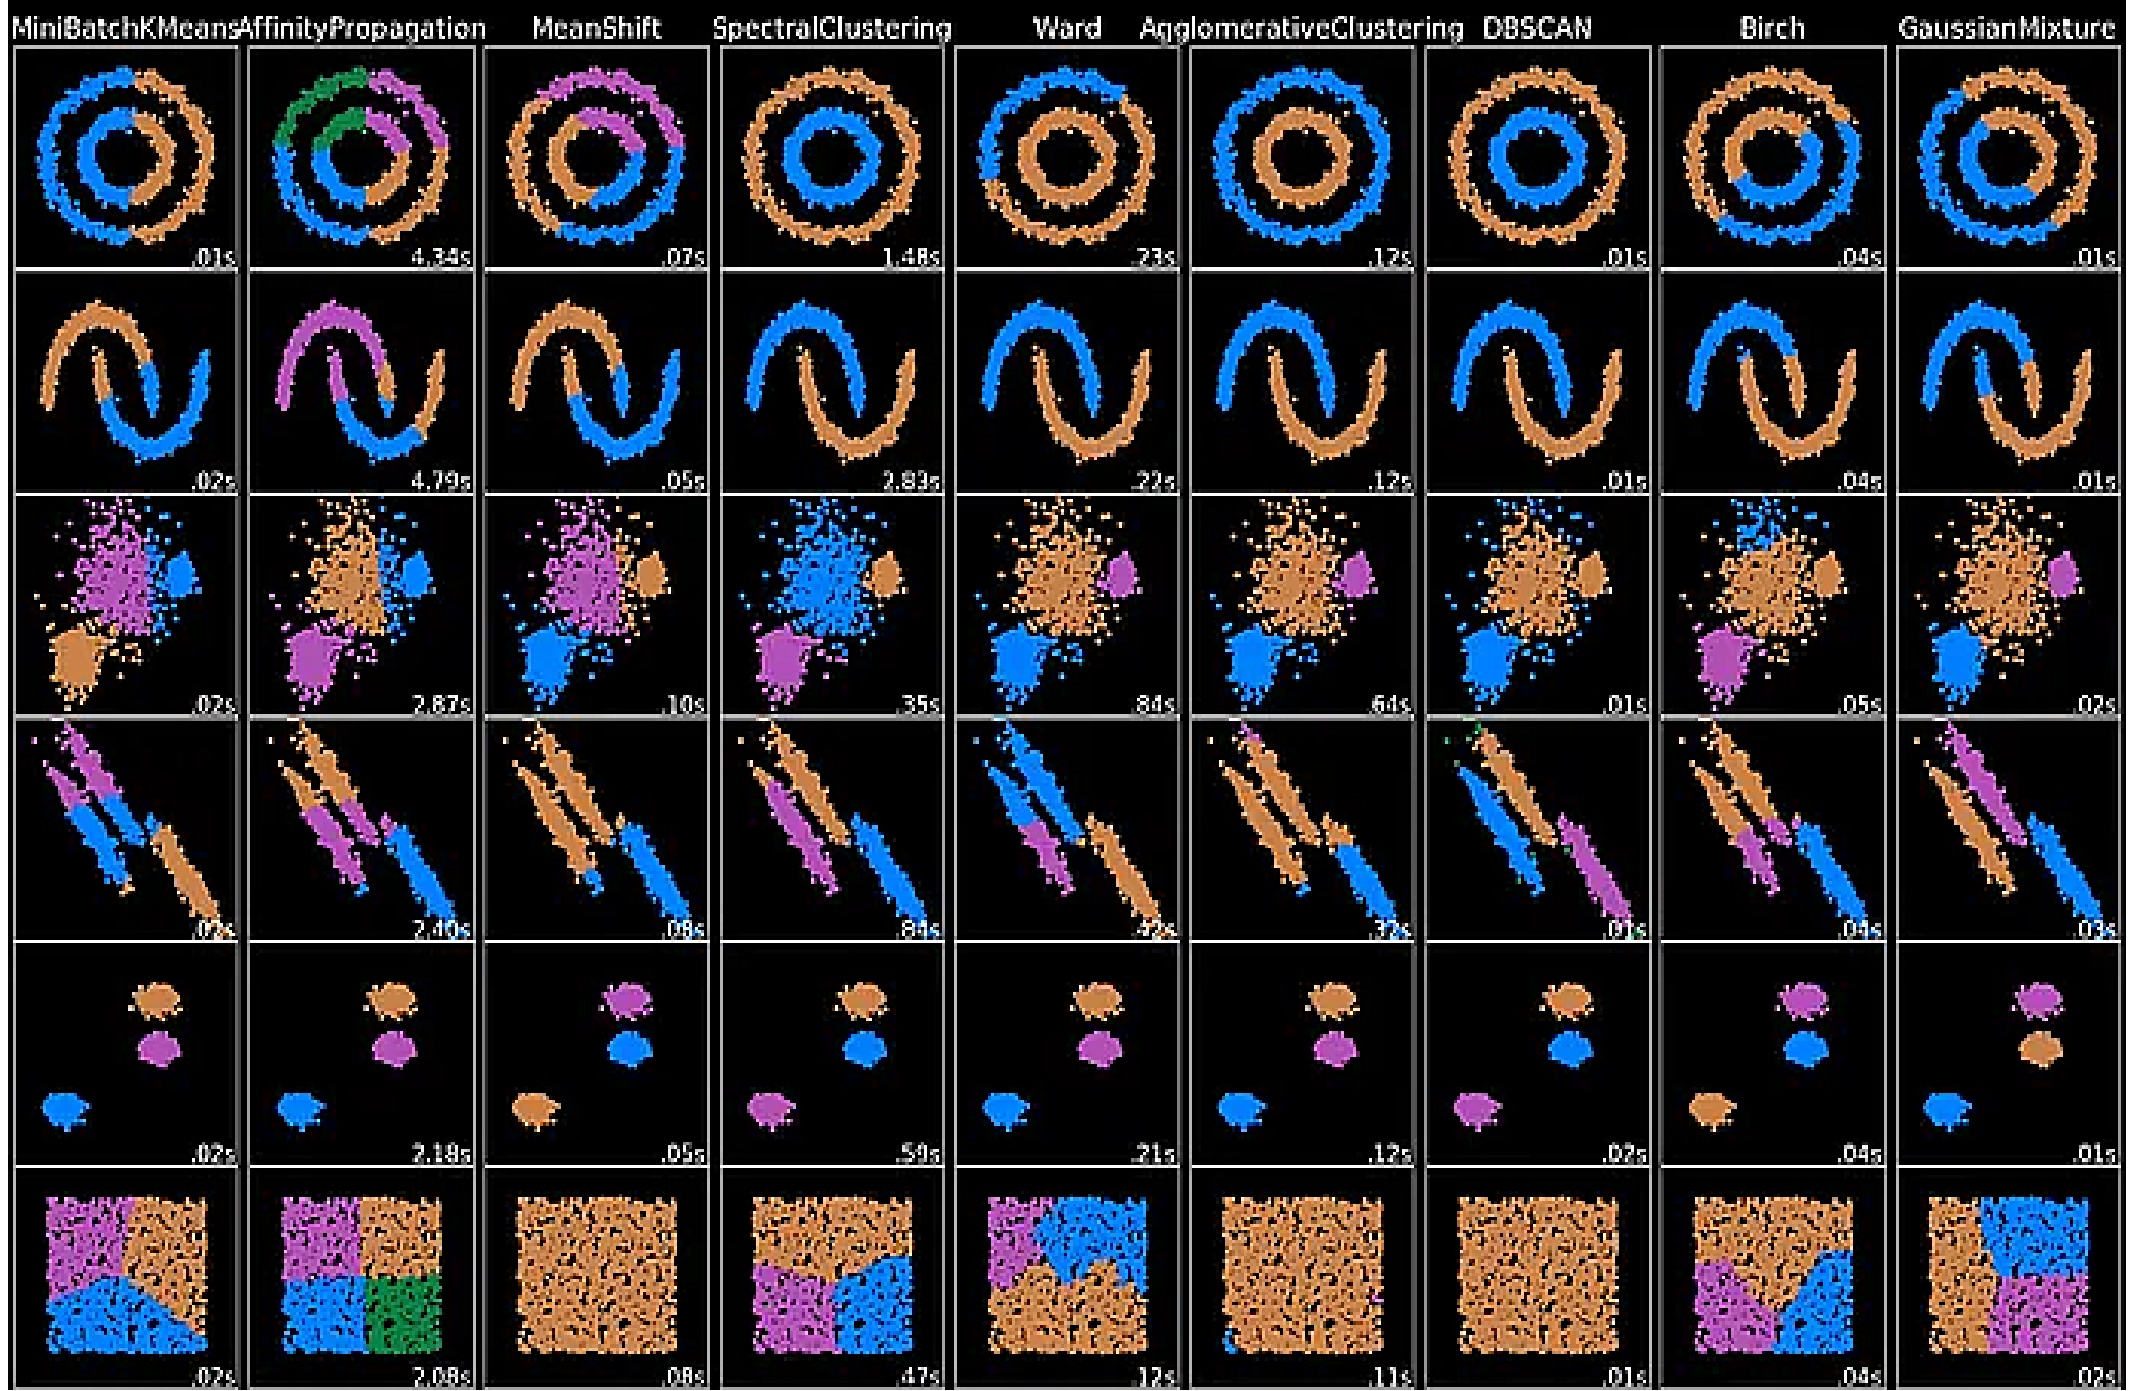 MiniBatchKMeans AffinityPropagation MeanShift SpectralClustering Ward AgglomerativeClustering DBSCAN Birch GaussianMixture
.01s 4.34s .07s 1.48s .23s .12s .01s .04s .01s
.02s 4.79s .05s 2.93s .22s .12s .01s .04s .01s
.02s 2.87s .10s .35s .84s .64s .01s .05s .02s
.02s 2.40s .08s .84s .42s .32s .01s .04s .03s
.02s 2.19s .05s .59s .21s .12s .02s .04s .01s
.02s 2.08s .08s .47s .12s .11s .01s .04s .02s